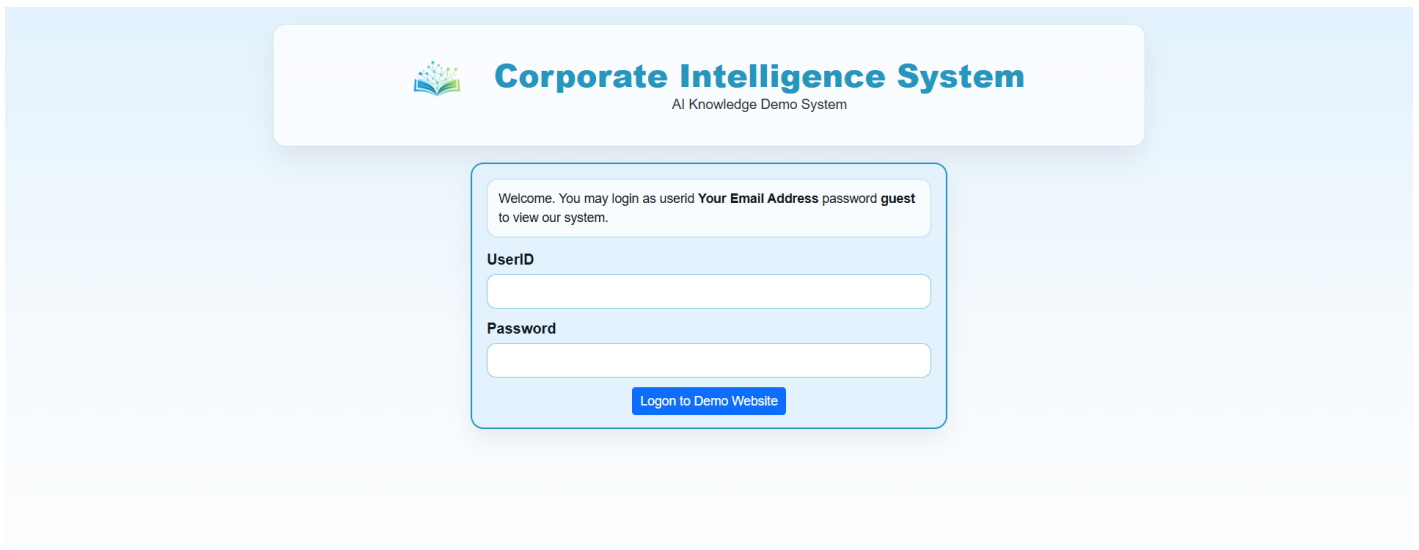 Corporate Intelligence System
AI Knowledge Demo System
Welcome. You may login as userid Your Email Address password guest
to view our system.
UserID
Password
Logon to Demo Website